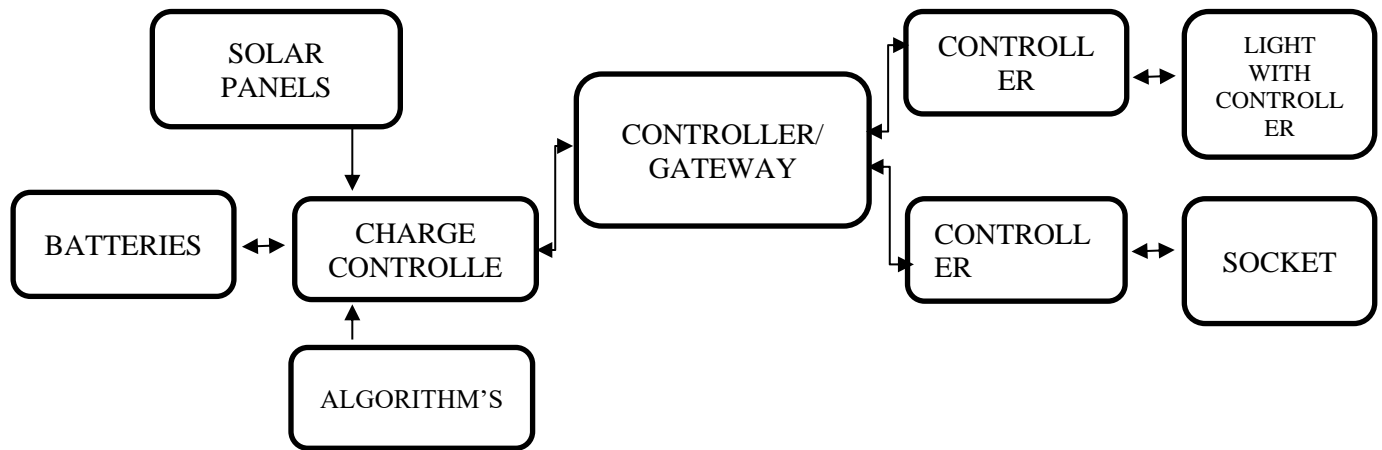 SOLAR
PANELS
BATTERIES
CHARGE
CONTROLLE
ALGORITHM’S
CONTROLLER/
GATEWAY
CONTROLL
ER
LIGHT
WITH
CONTROLL
ER
CONTROLL
ER
SOCKET